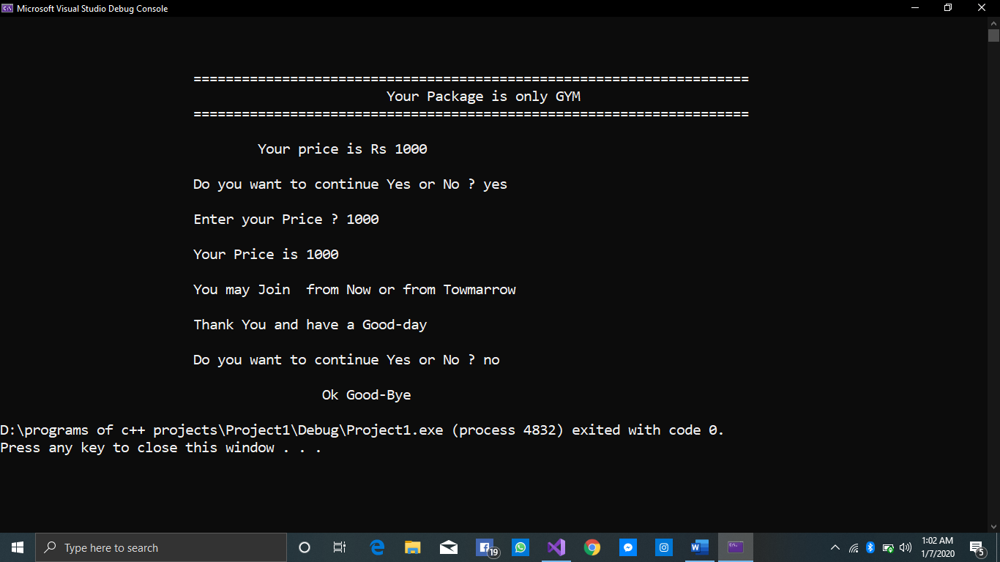 Microsoft Visual Studio Debug Console
=====================================================================
Your Package is only GYM
=====================================================================
Your price is Rs 1000
Do you want to continue Yes or No ? yes
Enter your Price ? 1000
Your Price is 1000
You may Join  from Now or from Towmarrow
Thank You and have a Good-day
Do you want to continue Yes or No ? no
Ok Good-Bye
D:\programs of c++ projects\Project1\Debug\Project1.exe (process 4832) exited with code 0.
Press any key to close this window . . .
Type here to search
19
1:02 AM
1/7/2020
5